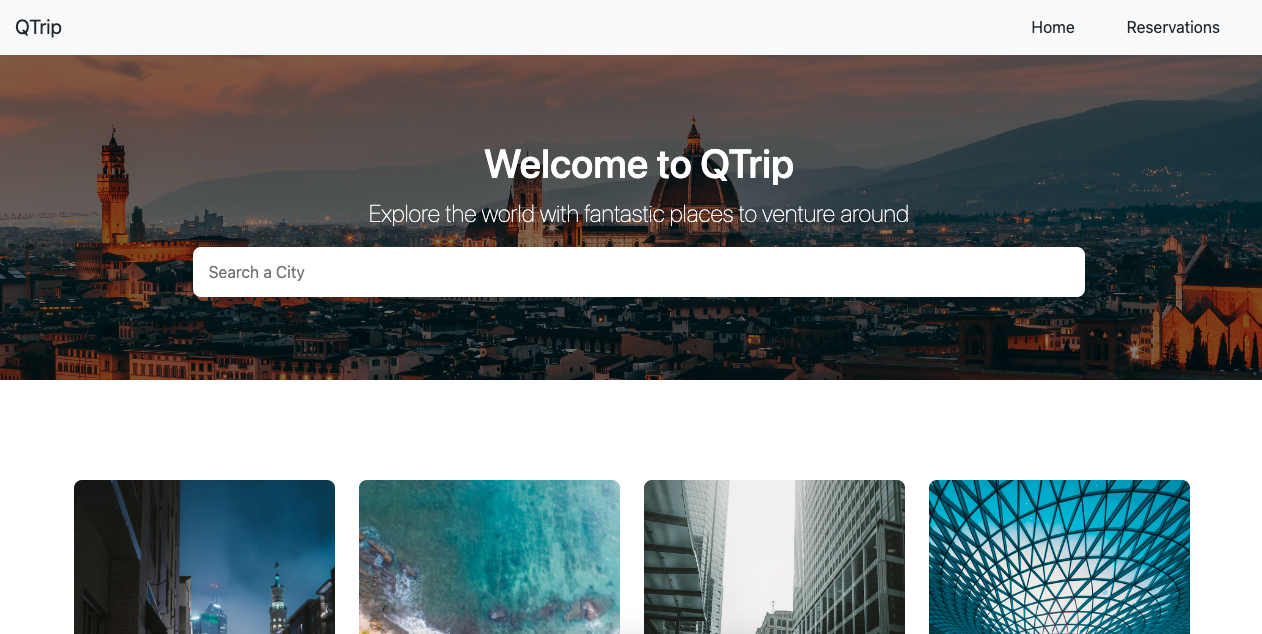 QTrip
Home
Reservations
Welcome to QTrip
Explore the world with fantastic places to venture around
Search a City